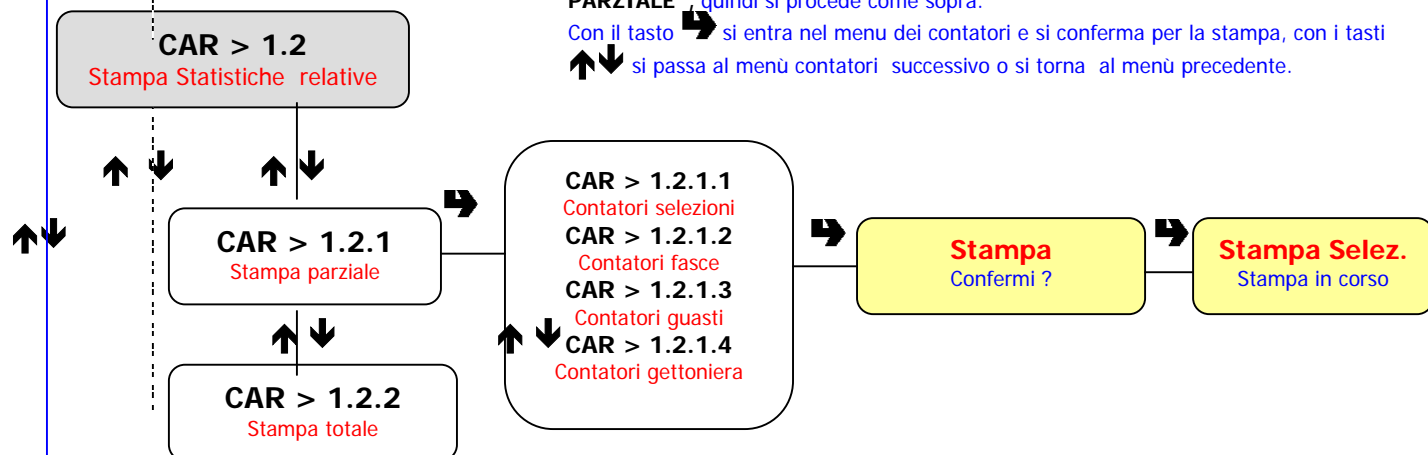 PARZIALE", quindi si procede come sopra.
Con il tasto si entra nel menu dei contatori e si conferma per la stampa, con i tasti
si passa al menù contatori successivo o si torna al menù precedente.
CAR > 1.2
Stampa Statistiche relative
CAR > 1.2.1
Stampa parziale
CAR > 1.2.2
Stampa totale
CAR > 1.2.1.1
Contatori selezioni
CAR > 1.2.1.2
Contatori fasce
CAR > 1.2.1.3
Contatori guasti
CAR > 1.2.1.4
Contatori gettoniera
Stampa
Confermi ?
Stampa Selez.
Stampa in corso